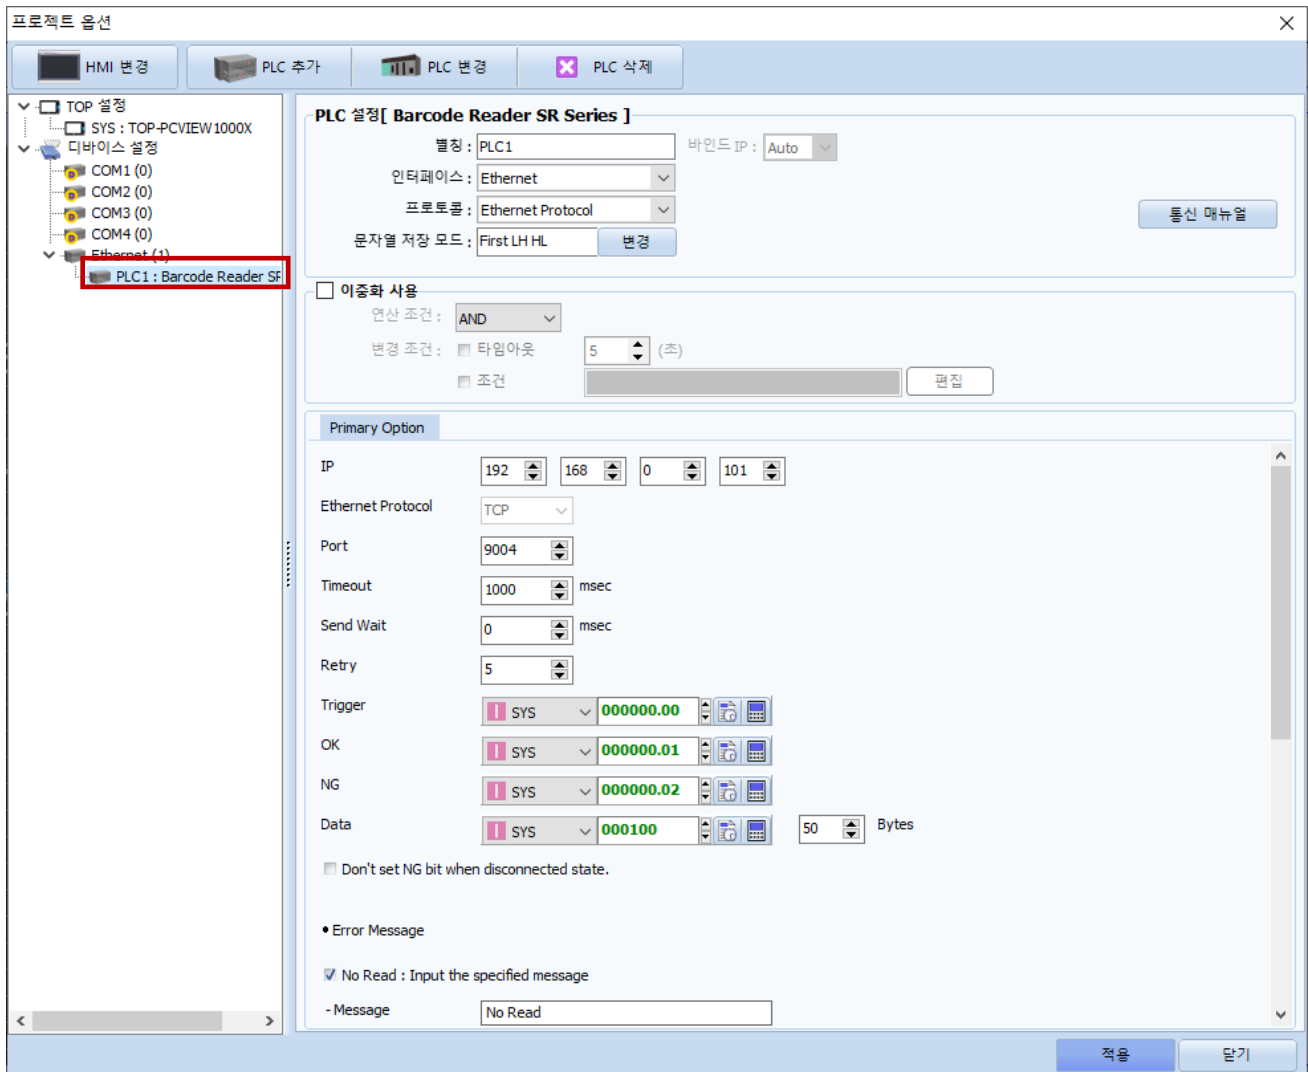 프로젝트 옵션
HMI 변경 PLC 추가 PLC 변경 PLC 삭제
TOP 설정
SYS : TOP-PCVIEW1000X
디바이스 설정
COM1 (0)
COM2 (0)
COM3 (0)
COM4 (0)
Ethernet (1)
PLC1 : Barcode Reader SR
PLC 설정[ Barcode Reader SR Series ]
별칭 : PLC1 바인드 IP : Auto
인터페이스 : Ethernet
프로토콜 : Ethernet Protocol 통신 매뉴얼
문자열 저장 모드 : First LH HL 변경
이중화 사용
연산 조건 : AND
변경 조건 : 타임아웃 5 (초)
조건 편집
Primary Option
IP 192 168 0 101
Ethernet Protocol TCP
Port 9004
Timeout 1000 msec
Send Wait 0 msec
Retry 5
Trigger SYS 000000.00
OK SYS 000000.01
NG SYS 000000.02
Data SYS 000100 50 Bytes
Don't set NG bit when disconnected state.
• Error Message
No Read : Input the specified message
- Message No Read
적용 닫기